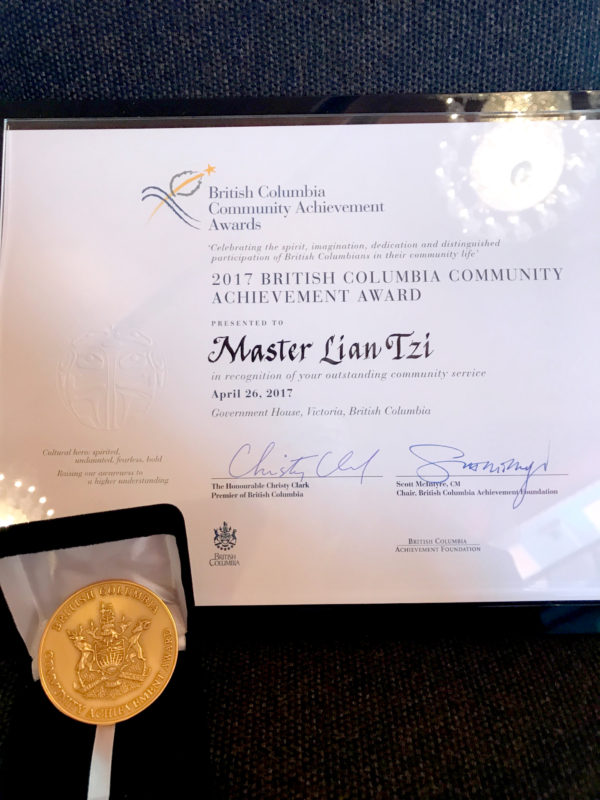 British Columbia
Community Achievement
Awards
'Celebrating the spirit, imagination, dedication and distinguished
participation of British Columbians in their community life'
2017 BRITISH COLUMBIA COMMUNITY
ACHIEVEMENT AWARD
PRESENTED TO
Master Lian Tzi
in recognition of your outstanding community service
April 26, 2017
Government House, Victoria, British Columbia
Cultural hero: spirited,
undaunted, fearless, bold
Raising our awareness to
a higher understanding
Christy Clark
The Honourable Christy Clark
Premier of British Columbia
Scott McIntyre, CM
Chair, British Columbia Achievement Foundation
BRITISH
COLUMBIA
BRITISH COLUMBIA
ACHIEVEMENT FOUNDATION
BRITISH COLUMBIA
COMMUNITY ACHIEVEMENT AWARD